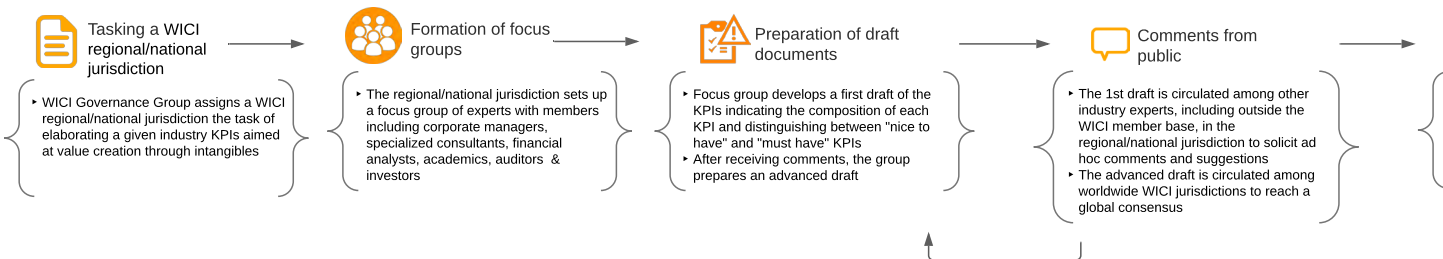 Tasking a WICI
regional/national
jurisdiction
‣ WICI Governance Group assigns a WICI
regional/national jurisdiction the task of
elaborating a given industry KPIs aimed
at value creation through intangibles
Formation of focus
groups
‣ The regional/national jurisdiction sets up
a focus group of experts with members
including corporate managers,
specialized consultants, financial
analysts, academics, auditors & 
investors
Preparation of draft
documents
‣ Focus group develops a first draft of the
KPIs indicating the composition of each
KPI and distinguishing between "nice to
have" and "must have" KPIs
‣ After receiving comments, the group
prepares an advanced draft
Comments from
public
‣ The 1st draft is circulated among other
industry experts, including outside the
WICI member base, in the
regional/national jurisdiction to solicit ad
hoc comments and suggestions
‣ The advanced draft is circulated among
worldwide WICI jurisdictions to reach a
global consensus